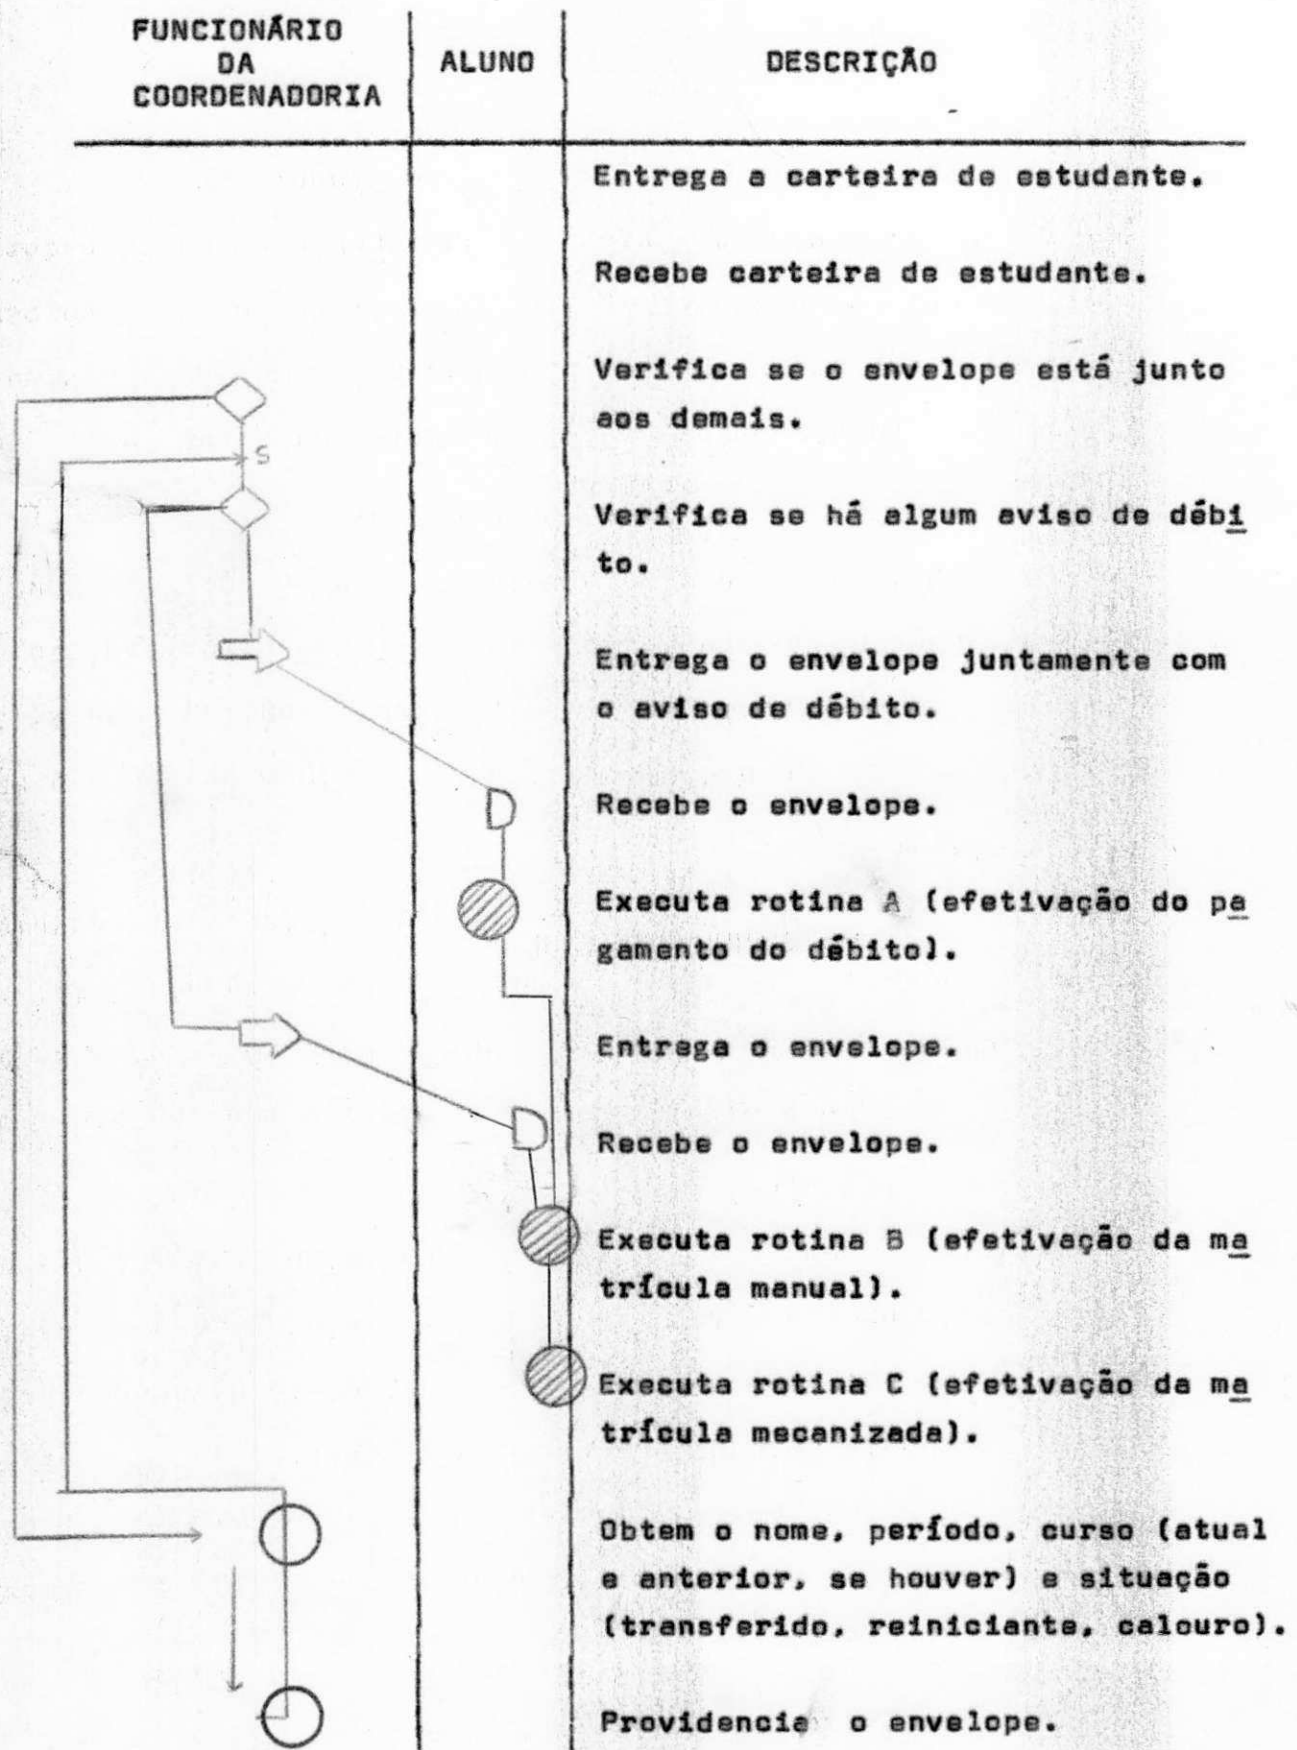 FUNCIONÁRIO
DA
COORDENADORIA
ALUNO
DESCRIÇÃO
Entrega a carteira de estudante.
Recebe carteira de estudante.
Verifica se o envelope está junto
aos demais.
S
Verifica se há algum aviso de débi
to.
Entrega o envelope juntamente com
o aviso de débito.
Recebe o envelope.
Executa rotina A (efetivação do pa
gamento do débito).
Entrega o envelope.
Recebe o envelope.
Executa rotina B (efetivação da ma
trícula manual).
Executa rotina C (efetivação da ma
trícula mecanizada).
Obtem o nome, período, curso (atual
e anterior, se houver) e situação
(transferido, reiniciante, calouro).
Providencia o envelope.